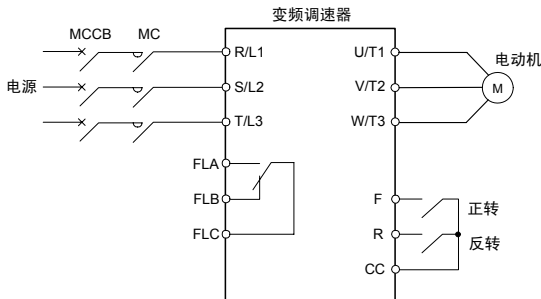 变频调速器
MCCB MC
R/L1 U/T1
电动机
电源 S/L2 V/T2 M
T/L3 W/T3
FLA
FLB F 正转
FLC R 反转
CC